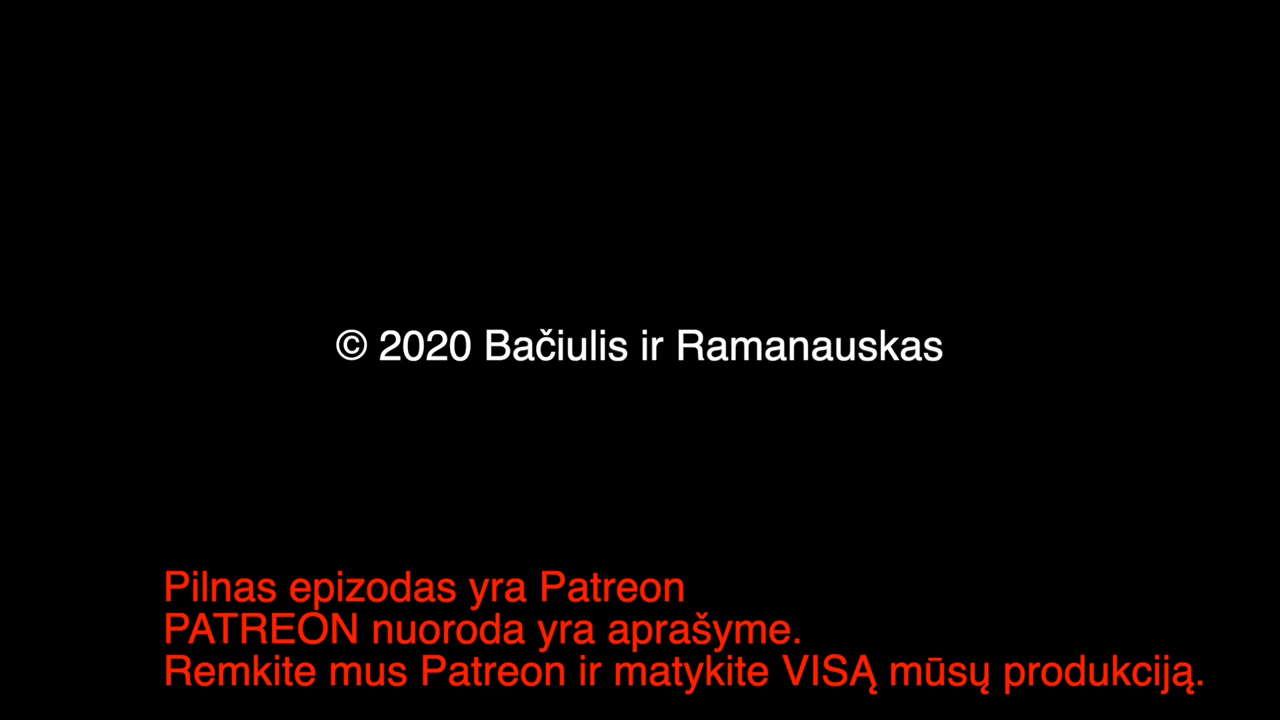 © 2020 Bačiulis ir Ramanauskas
Pilnas epizodas yra Patreon
PATREON nuoroda yra aprašyme.
Remkite mus Patreon ir matykite VISĄ mūsų produkciją.